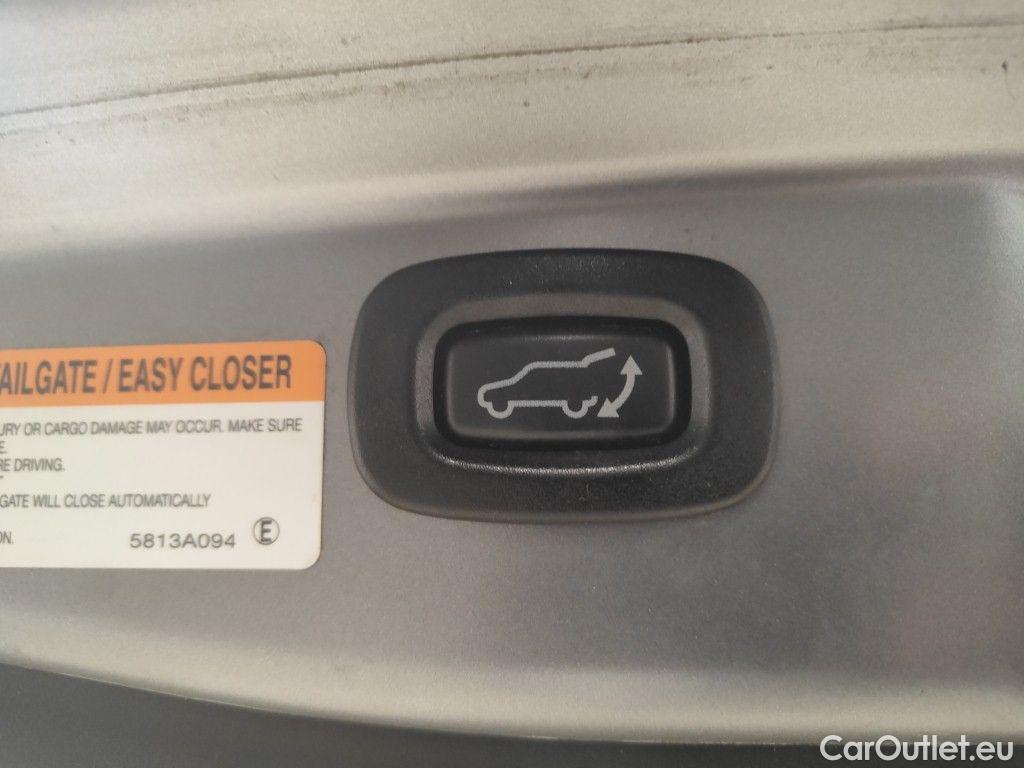 TAILGATE / EASY CLOSER
URY OR CARGO DAMAGE MAY OCCUR. MAKE SURE
E.
RE DRIVING.
GATE WILL CLOSE AUTOMATICALLY
ON.
5813A094 E
CarOutlet.eu